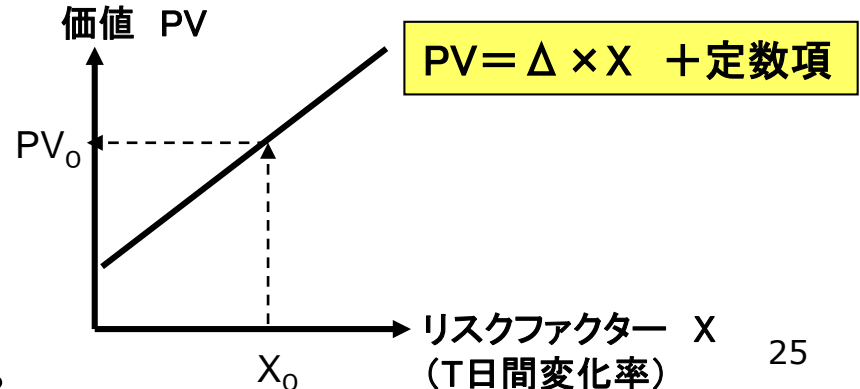 価値 PV
PV=Δ×X +定数項
PV₀
リスクファクター X
(T日間変化率)
X₀
25